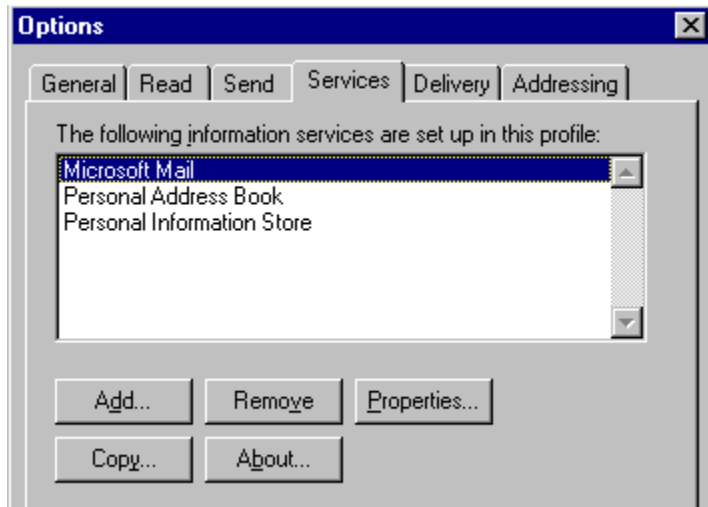 Options
General Read Send Services Delivery Addressing
The following information services are set up in this profile:
Microsoft Mail
Personal Address Book
Personal Information Store
Add... Remove Properties...
Copy... About...